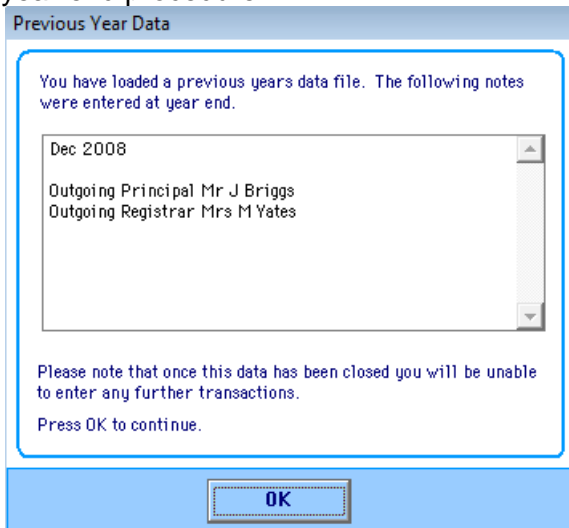 Previous Year Data
You have loaded a previous years data file. The following notes
were entered at year end.
Dec 2008
Outgoing Principal Mr J Briggs
Outgoing Registrar Mrs M Yates
Please note that once this data has been closed you will be unable
to enter any further transactions.
Press OK to continue.
OK